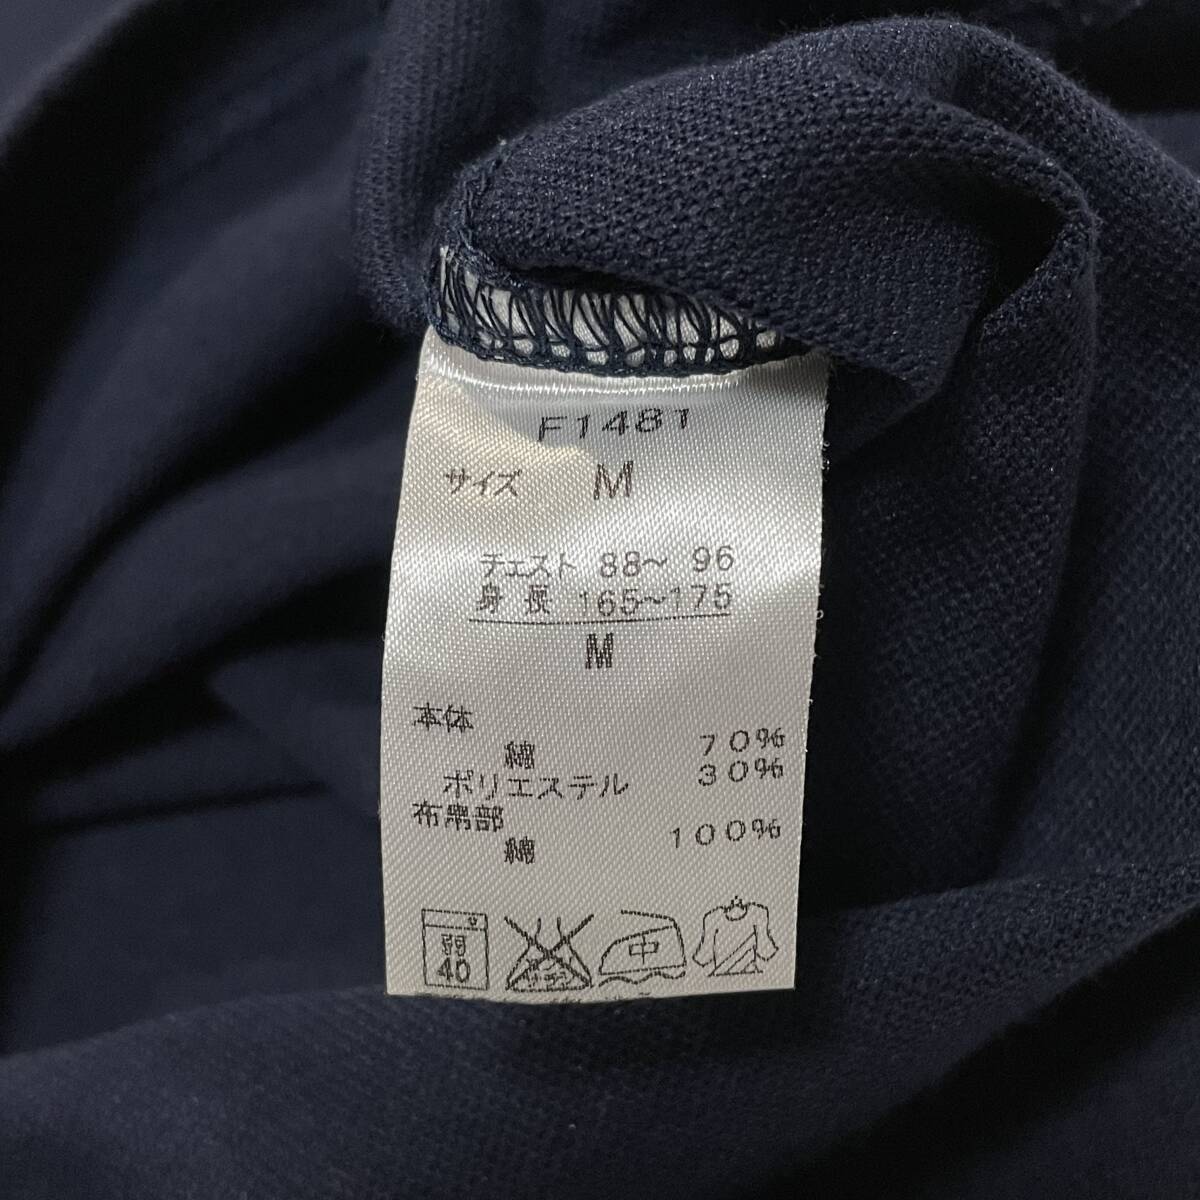 F1481
サイズ M
チェスト 88～ 96
身 長 165～175
M
本体
綿 70%
ポリエステル 30%
布帛部
綿 100%
弱
40
中